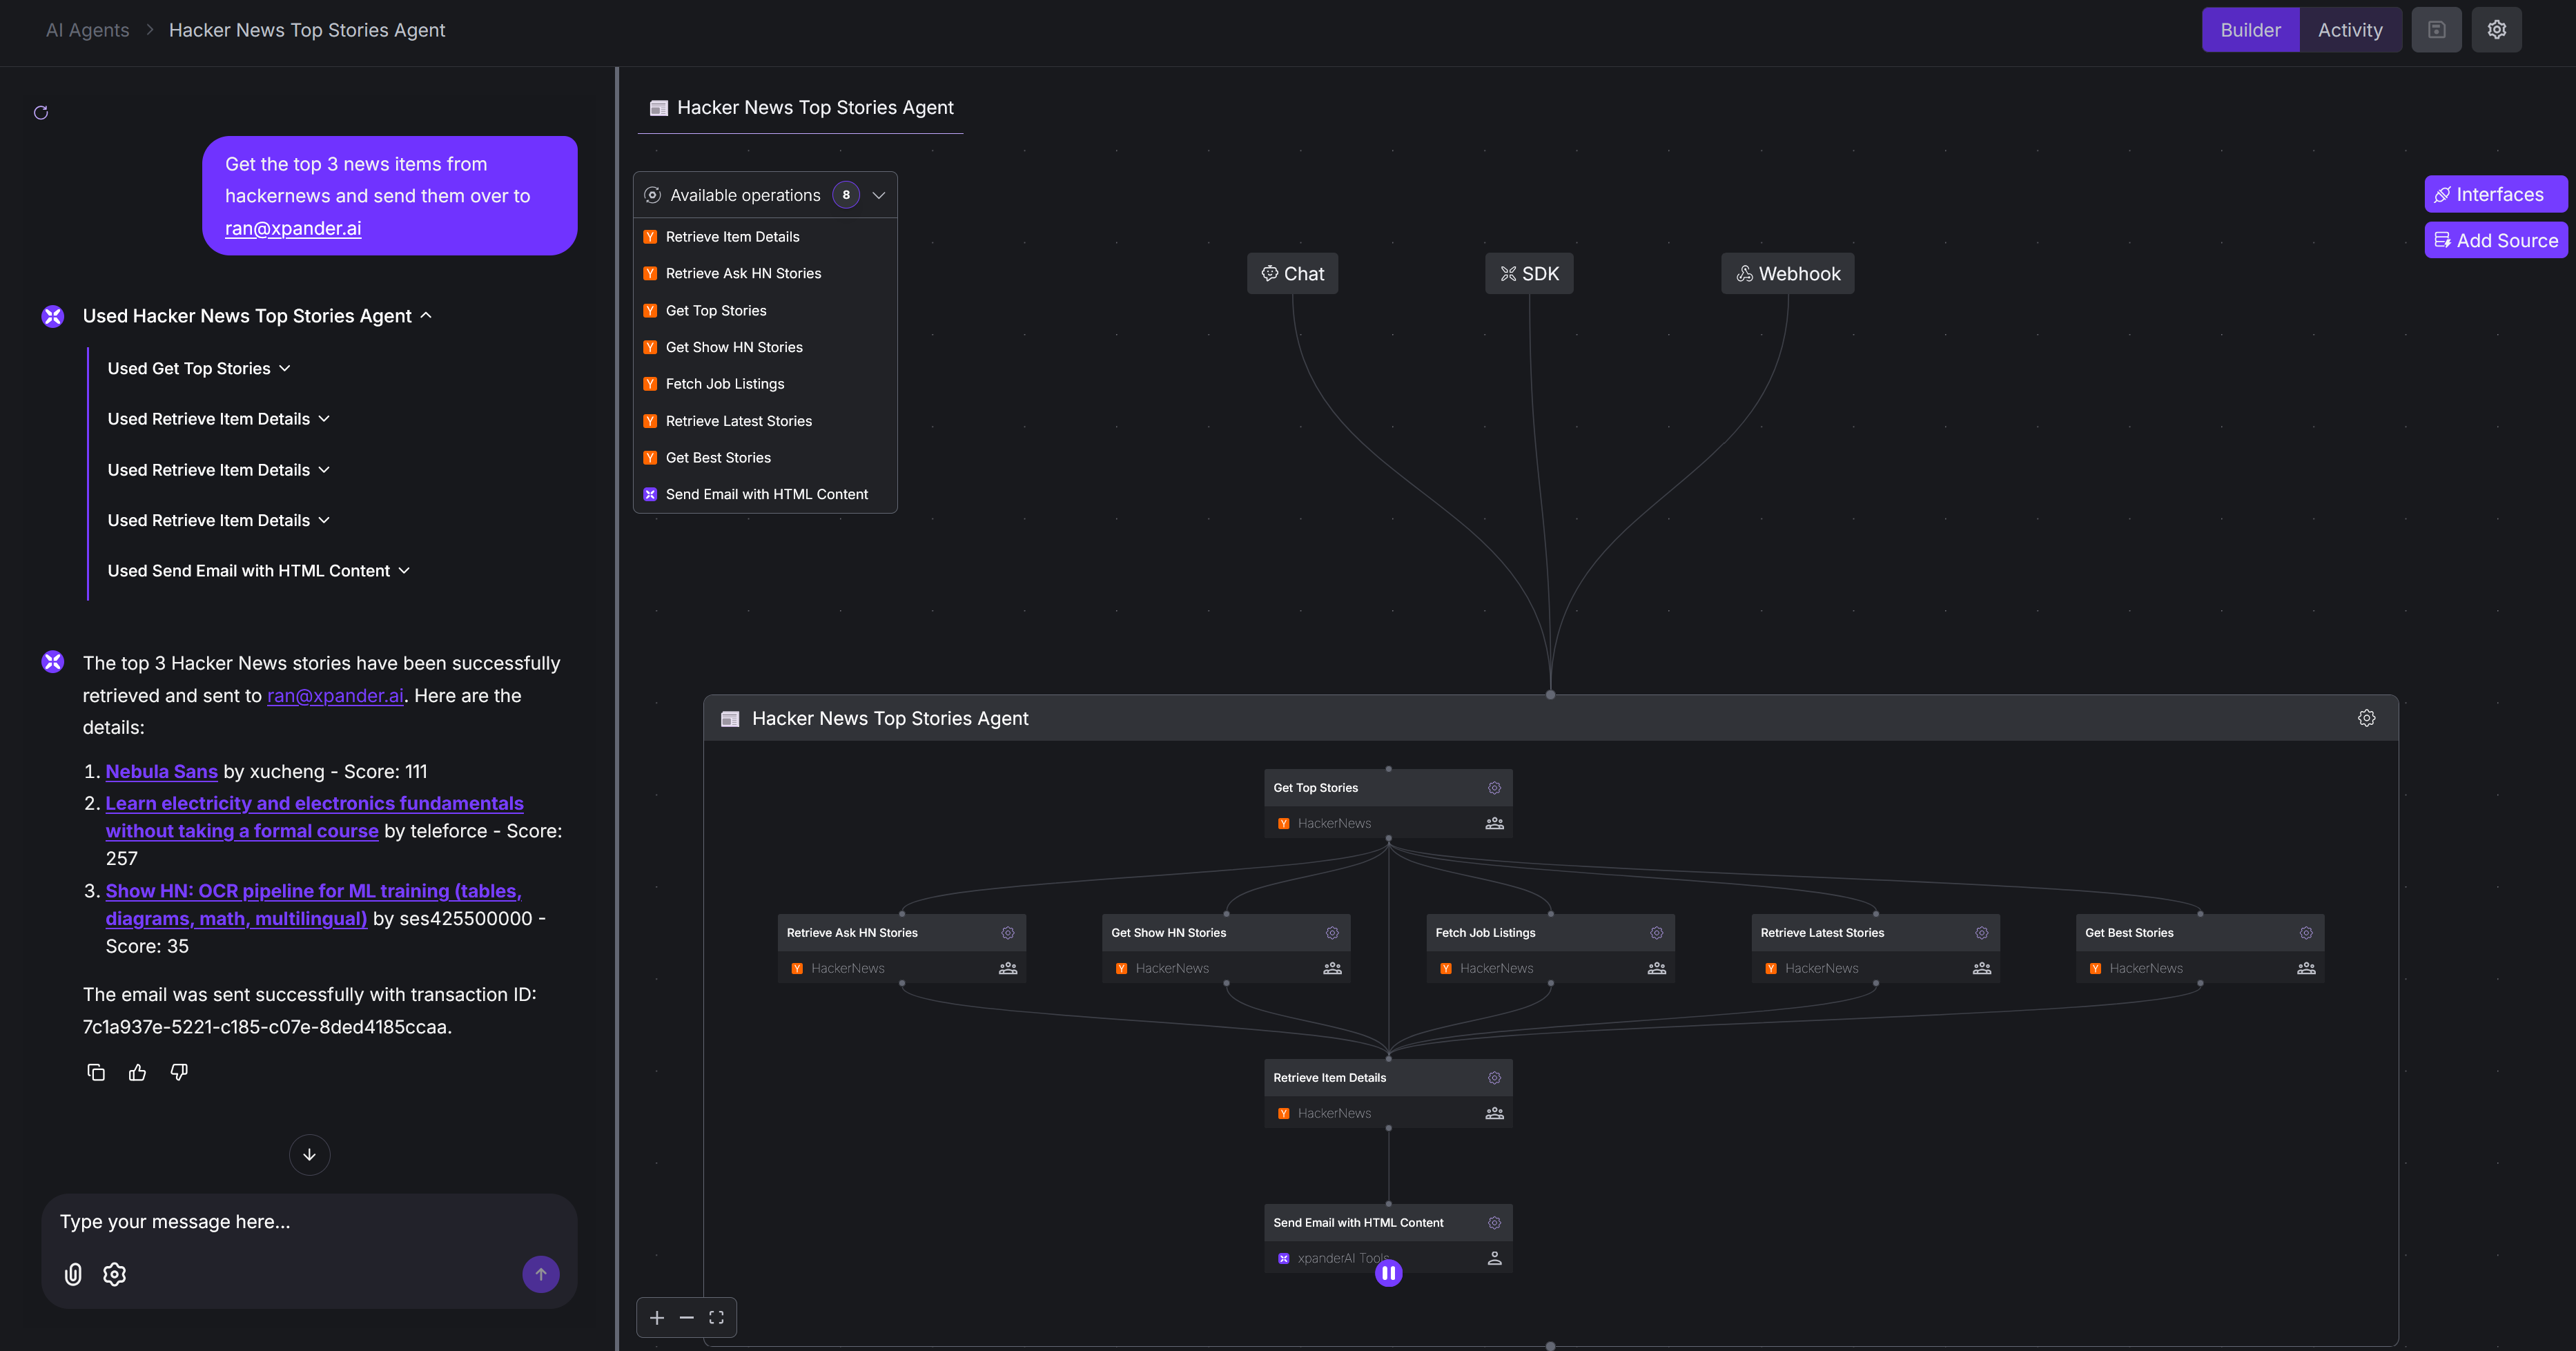 AI Agents > Hacker News Top Stories Agent
Builder
Activity
Get the top 3 news items from
hackernews and send them over to
ran@xpander.ai
Used Hacker News Top Stories Agent
Used Get Top Stories
Used Retrieve Item Details
Used Retrieve Item Details
Used Retrieve Item Details
Used Send Email with HTML Content
The top 3 Hacker News stories have been successfully
retrieved and sent to ran@xpander.ai. Here are the
details:
1. Nebula Sans by xucheng - Score: 111
2. Learn electricity and electronics fundamentals
without taking a formal course by teleforce - Score:
257
3. Show HN: OCR pipeline for ML training (tables,
diagrams, math, multilingual) by ses425500000 -
Score: 35
The email was sent successfully with transaction ID:
7c1a937e-5221-c185-c07e-8ded4185ccaa.
Type your message here...
Hacker News Top Stories Agent
Available operations 8
Y Retrieve Item Details
Y Retrieve Ask HN Stories
Y Get Top Stories
Y Get Show HN Stories
Y Fetch Job Listings
Y Retrieve Latest Stories
Y Get Best Stories
Send Email with HTML Content
Interfaces
Add Source
Chat
SDK
Webhook
Hacker News Top Stories Agent
Get Top Stories
Y HackerNews
Retrieve Ask HN Stories
Y HackerNews
Get Show HN Stories
Y HackerNews
Fetch Job Listings
Y HackerNews
Retrieve Latest Stories
Y HackerNews
Get Best Stories
Y HackerNews
Retrieve Item Details
Y HackerNews
Send Email with HTML Content
xpanderAI Tools